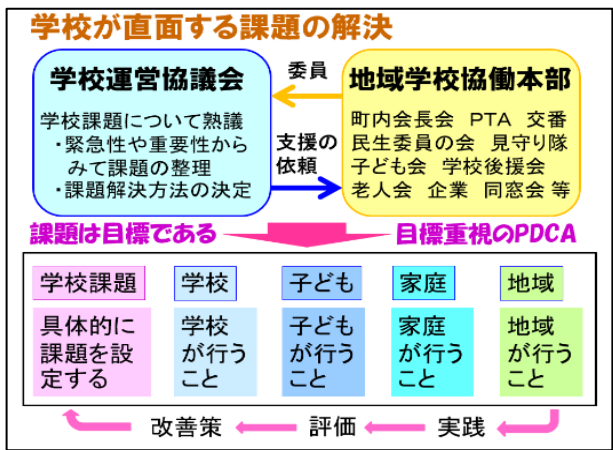 学校が直面する課題の解決
学校運営協議会
学校課題について熟議
・緊急性や重要性から
みて課題の整理
・課題解決方法の決定
委員
支援の
依頼
地域学校協働本部
町内会長会 PTA 交番
民生委員の会 見守り隊
子ども会 学校後援会
老人会 企業 同窓会 等
課題は目標である
目標重視のPDCA
学校課題
学校
子ども
家庭
地域
具体的に
課題を設
定する
学校
が行う
こと
子ども
が行う
こと
家庭
が行う
こと
地域
が行う
こと
改善策
評価
実践